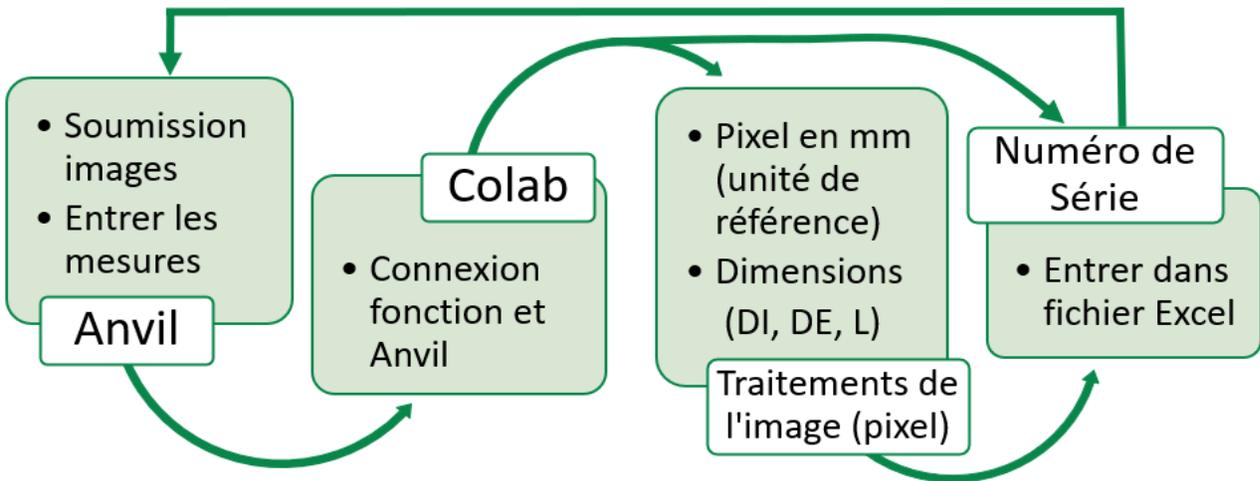 • Soumission
images
• Entrer les
mesures
Anvil
Colab
• Connexion
fonction et
Anvil
• Pixel en mm
(unité de
référence)
• Dimensions
(DI, DE, L)
Traitements de
l'image (pixel)
Numéro de
Série
• Entrer dans
fichier Excel